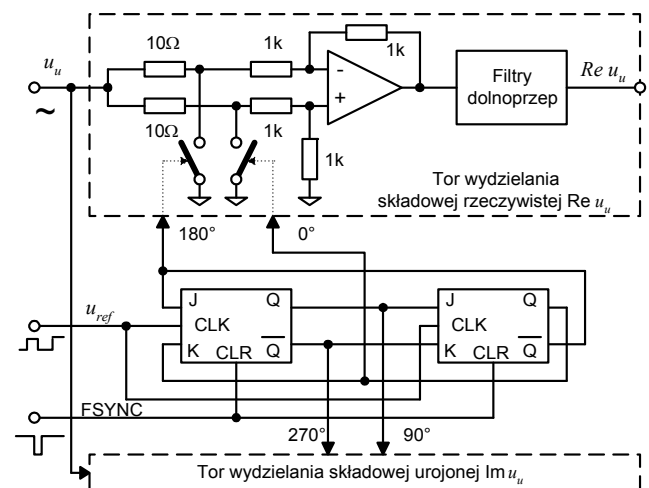 u_u
~
10Ω
1k
1k
-
+
10Ω
1k
1k
Filtry
dolnoprzep
Re u_u
Tor wydzielania
składowej rzeczywistej Re u_u
180°
0°
u_ref
J
Q
CLK
K
CLR
Q
J
Q
CLK
K
CLR
Q
FSYNC
270°
90°
Tor wydzielania składowej urojonej Im u_u